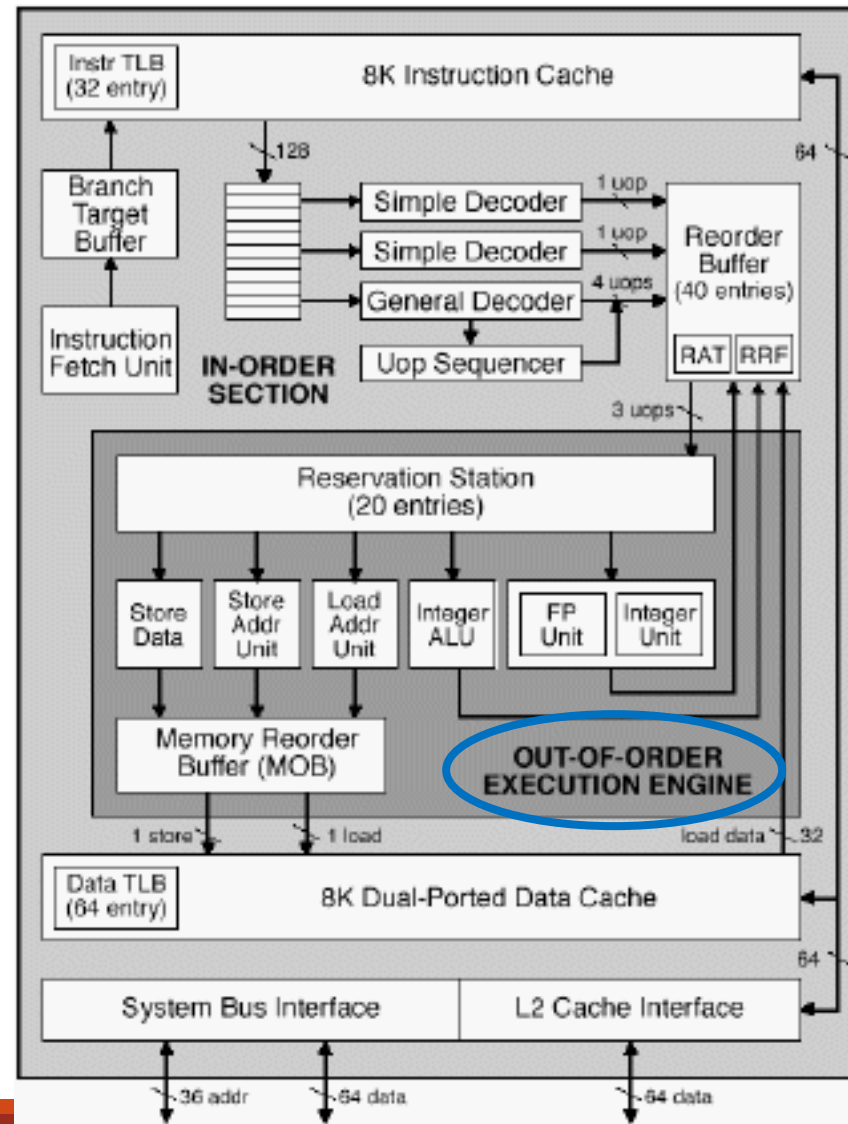 Instr TLB
(32 entry)
8K Instruction Cache
128
64
Branch
Target
Buffer
Simple Decoder
1 uop
Simple Decoder
1 uop
General Decoder
4 uops
Reorder
Buffer
(40 entries)
Instruction
Fetch Unit
IN-ORDER
SECTION
Uop Sequencer
RAT
RRF
3 uops
Reservation Station
(20 entries)
Store
Data
Store
Addr
Unit
Load
Addr
Unit
Integer
ALU
FP
Unit
Integer
Unit
Memory Reorder
Buffer (MOB)
OUT-OF-ORDER
EXECUTION ENGINE
1 store
1 load
load data
32
Data TLB
(64 entry)
8K Dual-Ported Data Cache
64
System Bus Interface
L2 Cache Interface
36 addr
64 data
64 data